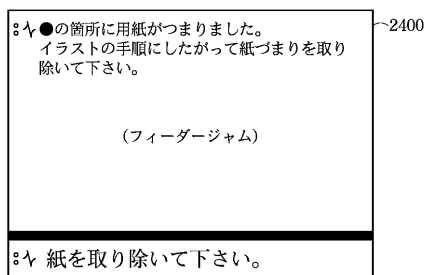 ●の箇所に用紙がつまりました。
イラストの手順にしたがって紙づまりを取り
除いて下さい。
(フィーダージャム)
紙を取り除いて下さい。
2400